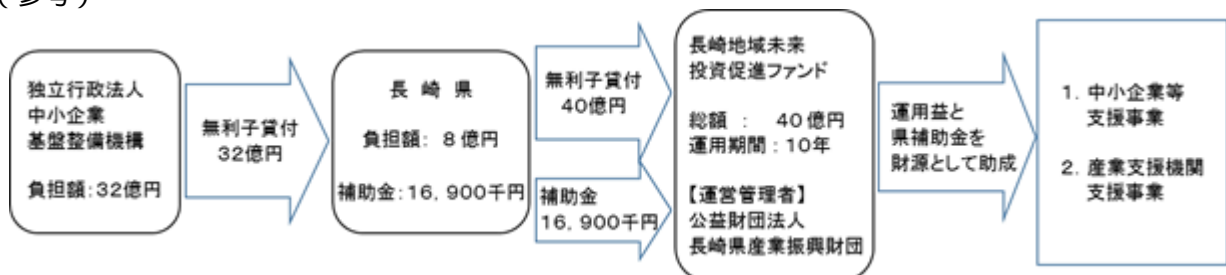 (参考)
独立行政法人
中小企業
基盤整備機構
負担額:32億円
無利子貸付
32億円
長 崎 県
負担額: 8億円
補助金:16,900千円
無利子貸付
40億円
補助金
16,900千円
長崎地域未来
投資促進ファンド
総額 : 40億円
運用期間:10年
【運営管理者】
公益財団法人
長崎県産業振興財団
運用益と
県補助金を
財源として助成
1. 中小企業等
支援事業
2. 産業支援機関
支援事業